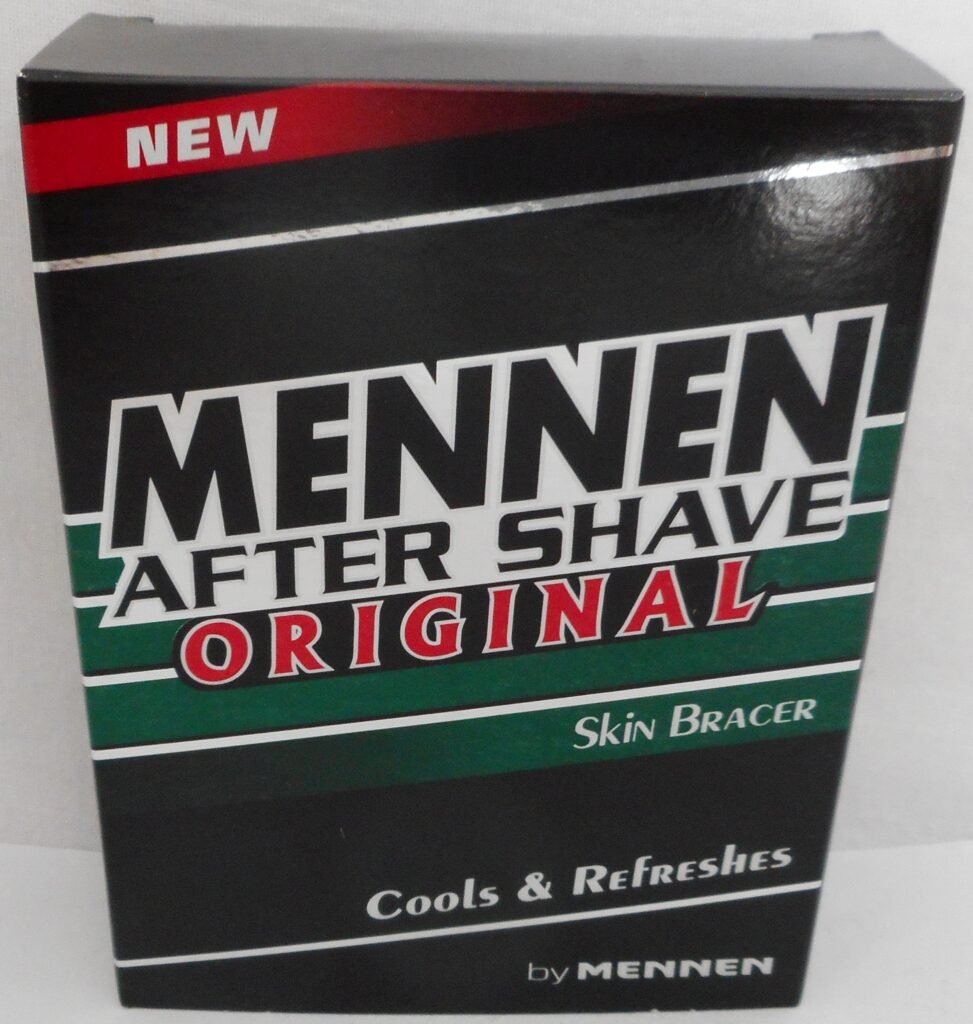 NEW
MENNEN
AFTER SHAVE
ORIGINAL
Skin Bracer
Cools & Refreshes
by MENNEN